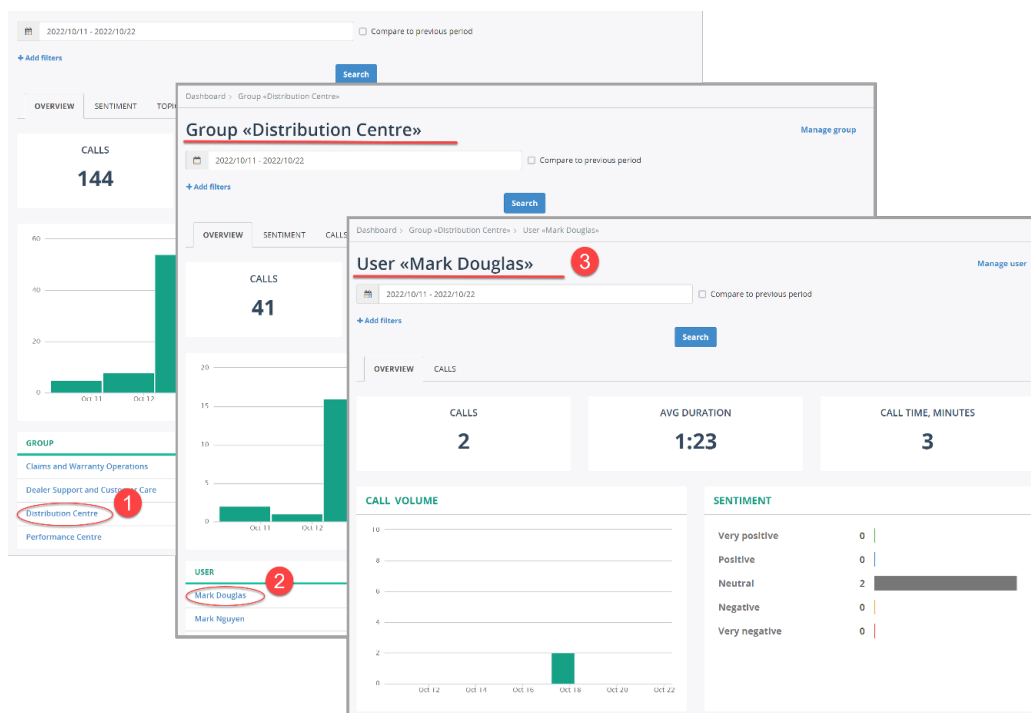 2022/10/11 - 2022/10/22
Compare to previous period
+ Add filters
Search
OVERVIEW SENTIMENT TOPI
CALLS
144
60
40
20
0
Oct 11 Oct 12
GROUP
Claims and Warranty Operations
Dealer Support and Customer Care
1
Distribution Centre
Performance Centre
Dashboard > Group «Distribution Centre»
Group «Distribution Centre»
Manage group
2022/10/11 - 2022/10/22
Compare to previous period
+ Add filters
Search
OVERVIEW SENTIMENT CALLS
CALLS
41
20
15
10
5
0
Oct 11 Oct 12
USER
2
Mark Douglas
Mark Nguyen
Dashboard > Group «Distribution Centre» > User «Mark Douglas»
User «Mark Douglas»
3
Manage user
2022/10/11 - 2022/10/22
Compare to previous period
+ Add filters
Search
OVERVIEW CALLS
CALLS
2
AVG DURATION
1:23
CALL TIME, MINUTES
3
CALL VOLUME
10
8
6
4
2
0
Oct 12 Oct 14 Oct 16 Oct 18 Oct 20 Oct 22
SENTIMENT
Very positive 0
Positive 0
Neutral 2
Negative 0
Very negative 0